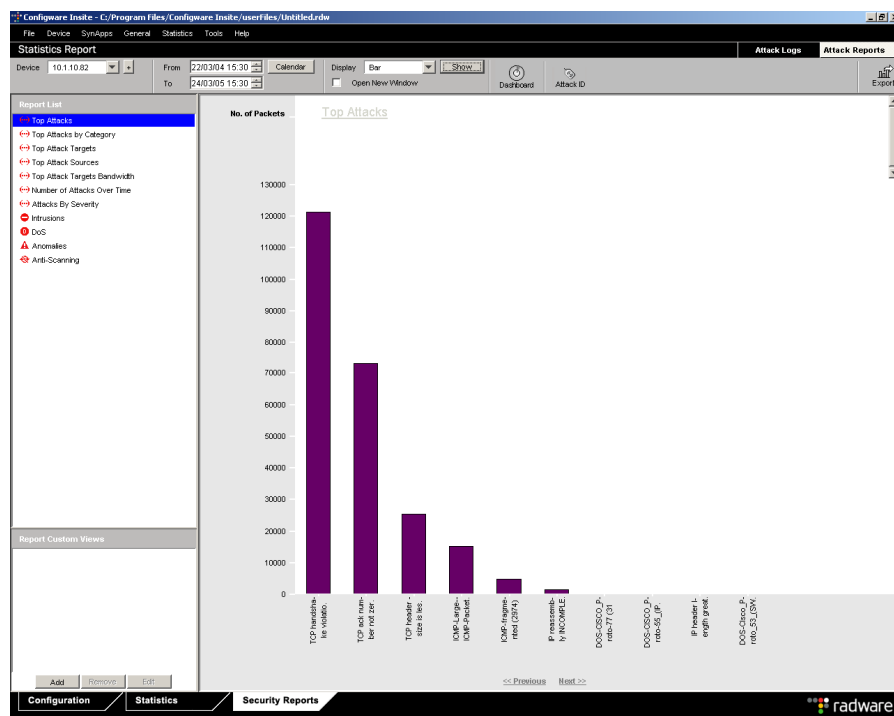 Configware Insite - C:/Program Files/Configware Insite/userFiles/Untitled.rdw
File Device SynApps General Statistics Tools Help
Statistics Report
Attack Logs Attack Reports
Device 10.1.10.82 + From 22/03/04 15:30 Calendar Display Bar Show
To 24/03/05 15:30 Open New Window
Dashboard Attack ID Export
Report List
Top Attacks
Top Attacks by Category
Top Attack Targets
Top Attack Sources
Top Attack Targets Bandwidth
Number of Attacks Over Time
Attacks By Severity
Intrusions
DoS
Anomalies
Anti-Scanning
Report Custom Views
Add Remove Edit
No. of Packets
Top Attacks
130000
120000
110000
100000
90000
80000
70000
60000
50000
40000
30000
20000
10000
0
TCP handsha-
ke violatio.
TCP ack num-
ber not zer.
TCP header -
size is les.
ICMP-Large--
ICMP-Packet.
ICMP-fragme-
nted (2974)
IP reassemb-
ly INCOMPLE.
DOS-CISCO_P-
roto-77 (31
DOS-CISCO_P-
roto-55_(IP.
IP header l-
ength great.
DOS-Cisco_P-
roto_53_(SW.
<< Previous Next >>
Configuration Statistics Security Reports
radware